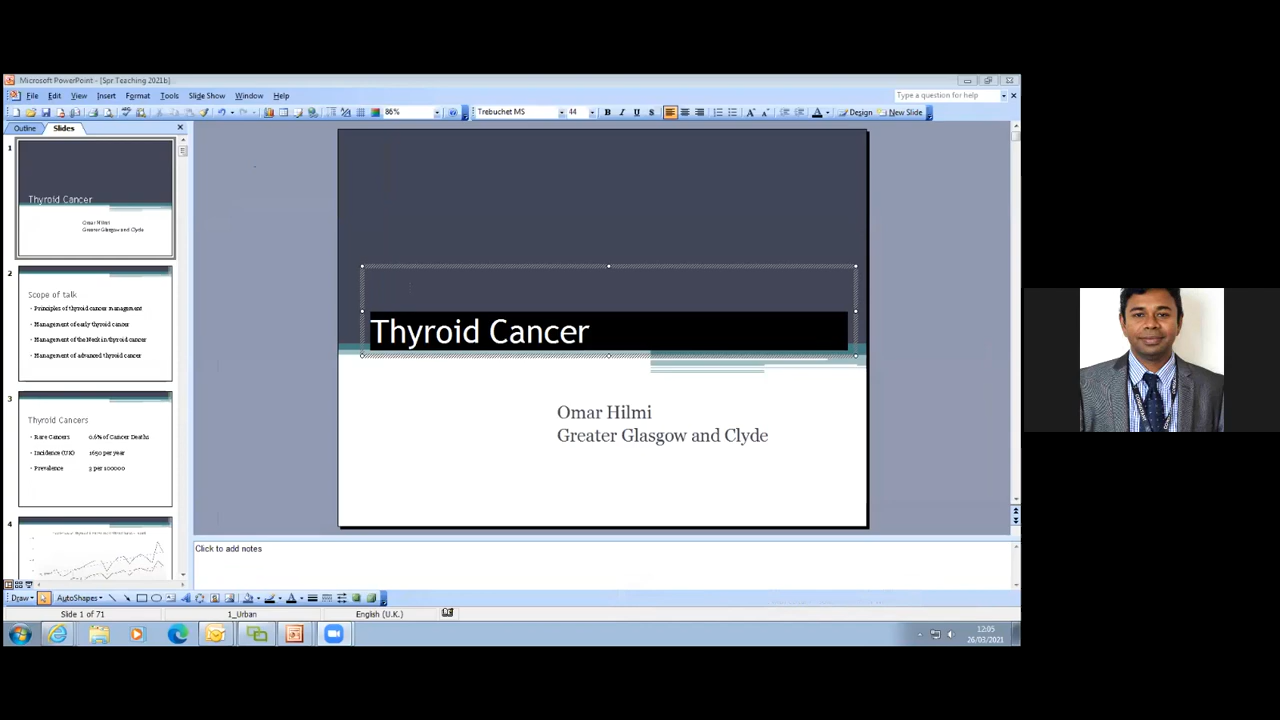 Microsoft PowerPoint - [Spr Teaching 2021b]
File Edit View Insert Format Tools Slide Show Window Help
Type a question for help
86%
Trebuchet MS
44
B I U S
A
Design
New Slide
Outline
Slides
1
Thyroid Cancer
Omar Hilmi
Greater Glasgow and Clyde
2
Scope of talk
Principles of thyroid cancer management
Management of early thyroid cancer
Management of the Neck in thyroid cancer
Management of advanced thyroid cancer
3
Thyroid Cancers
Rare Cancers 0.6% of Cancer Deaths
Incidence (UK) 1650 per year
Prevalence 3 per 100000
4
Thyroid Cancer
Omar Hilmi
Greater Glasgow and Clyde
Click to add notes
Draw
AutoShapes
Slide 1 of 71
1_Urban
English (U.K.)
12:05
26/03/2021